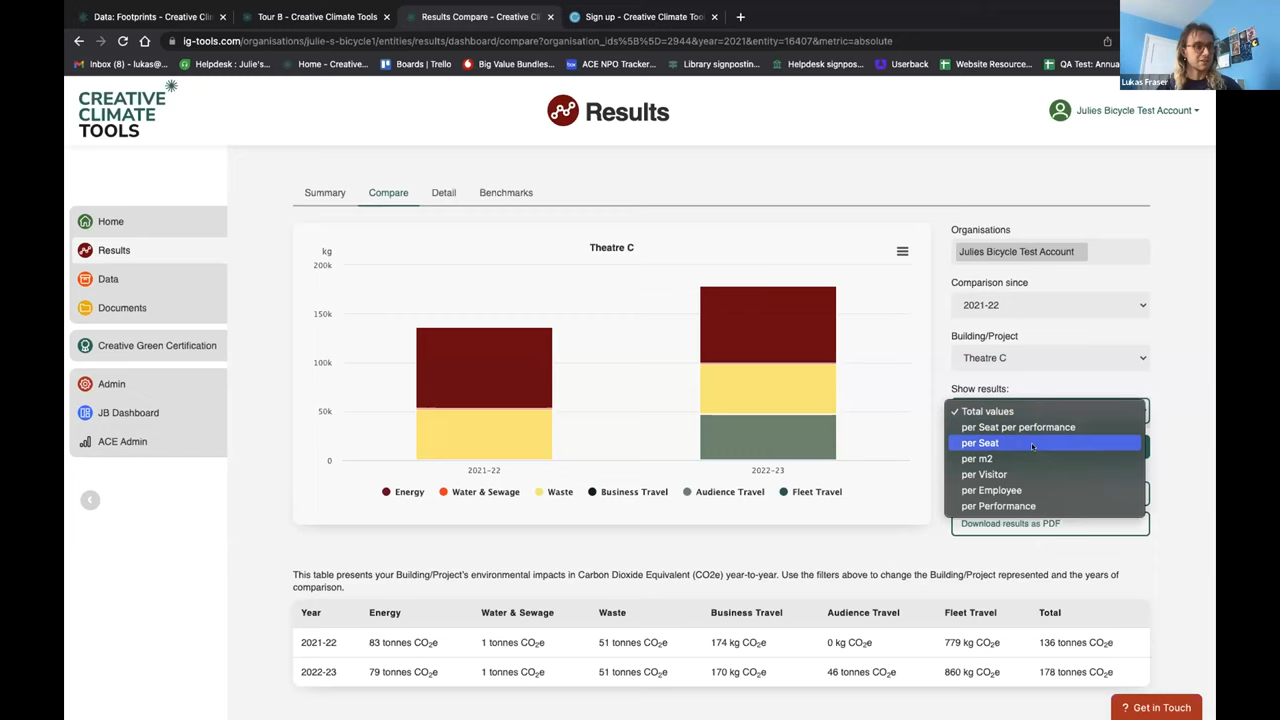 Data: Footprints - Creative Cli
Tour B - Creative Climate Tools
Results Compare - Creative Cl
Sign up - Creative Climate Too
ig-tools.com/organisations/julie-s-bicycle1/entities/results/dashboard/compare?organisation_ids%5B%5D=2944&year=2021&entity=16407&metric=absolute
Inbox (8) - lukas@...
Helpdesk : Julie's...
Home - Creative...
Boards | Trello
Big Value Bundles...
ACE NPO Tracker...
Library signposting...
Helpdesk signpos...
Userback
Website Resource...
QA Test: Annua
Lukas Fraser
CREATIVE
CLIMATE
TOOLS
Results
Julies Bicycle Test Account
Home
Results
Data
Documents
Creative Green Certification
Admin
JB Dashboard
ACE Admin
Summary
Compare
Detail
Benchmarks
Theatre C
kg
200k
150k
100k
50k
0
2021-22
2022-23
Energy
Water & Sewage
Waste
Business Travel
Audience Travel
Fleet Travel
Organisations
Julies Bicycle Test Account
Comparison since
2021-22
Building/Project
Theatre C
Show results:
✓ Total values
per Seat per performance
per Seat
per m2
per Visitor
per Employee
per Performance
Download results as PDF
This table presents your Building/Project's environmental impacts in Carbon Dioxide Equivalent (CO2e) year-to-year. Use the filters above to change the Building/Project represented and the years of
comparison.
Year Energy Water & Sewage Waste Business Travel Audience Travel Fleet Travel Total
2021-22 83 tonnes CO₂e 1 tonnes CO₂e 51 tonnes CO₂e 174 kg CO₂e 0 kg CO₂e 779 kg CO₂e 136 tonnes CO₂e
2022-23 79 tonnes CO₂e 1 tonnes CO₂e 51 tonnes CO₂e 170 kg CO₂e 46 tonnes CO₂e 860 kg CO₂e 178 tonnes CO₂e
? Get in Touch